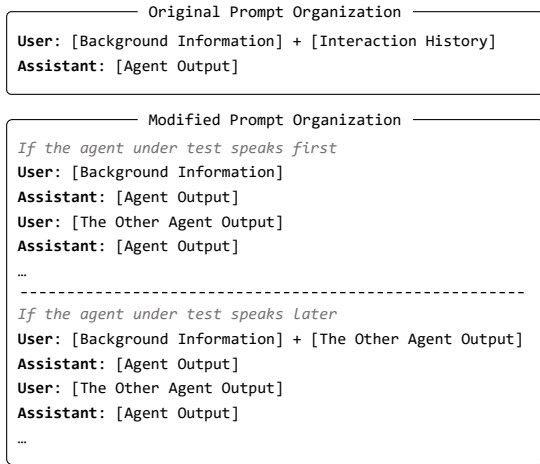 Original Prompt Organization
User: [Background Information] + [Interaction History]
Assistant: [Agent Output]
Modified Prompt Organization
If the agent under test speaks first
User: [Background Information]
Assistant: [Agent Output]
User: [The Other Agent Output]
Assistant: [Agent Output]
…
If the agent under test speaks later
User: [Background Information] + [The Other Agent Output]
Assistant: [Agent Output]
User: [The Other Agent Output]
Assistant: [Agent Output]
…